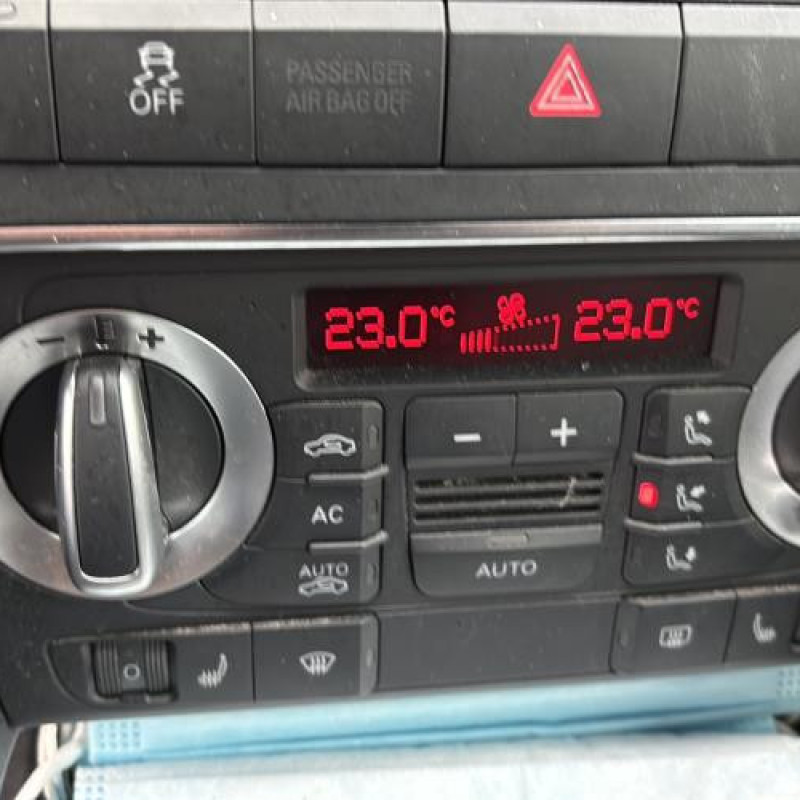 OFF
PASSENGER
AIR BAG OFF
23.0°C 23.0°C
- +
- +
AC
AUTO
AUTO